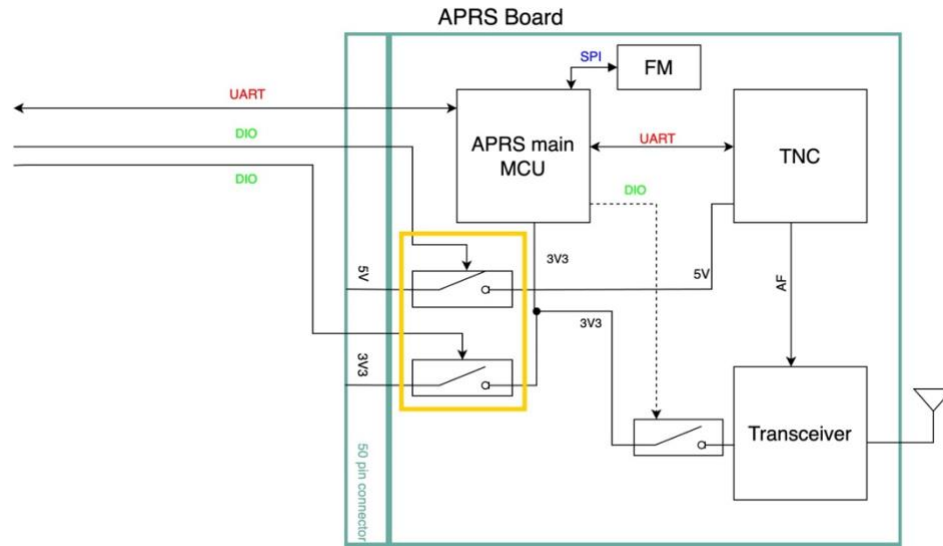 APRS Board
SPI
FM
UART
DIO
DIO
APRS main
MCU
UART
TNC
DIO
5V
3V3
5V
AF
3V3
3V3
Transceiver
50 pin connector